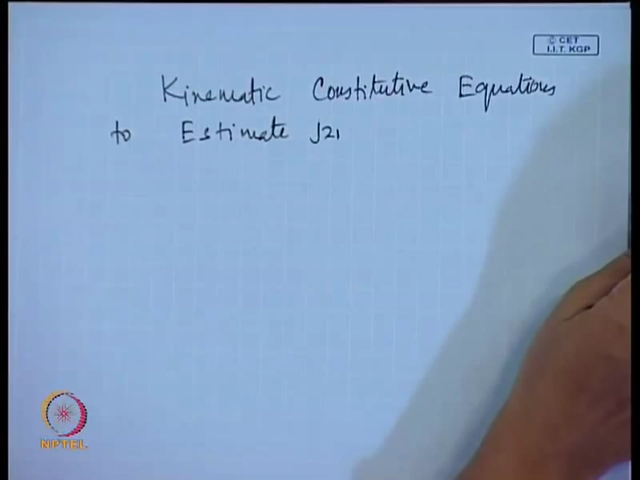 © CET
I.I.T. KGP
Kinematic Constitutive Equations
to Estimate J21
NPTEL